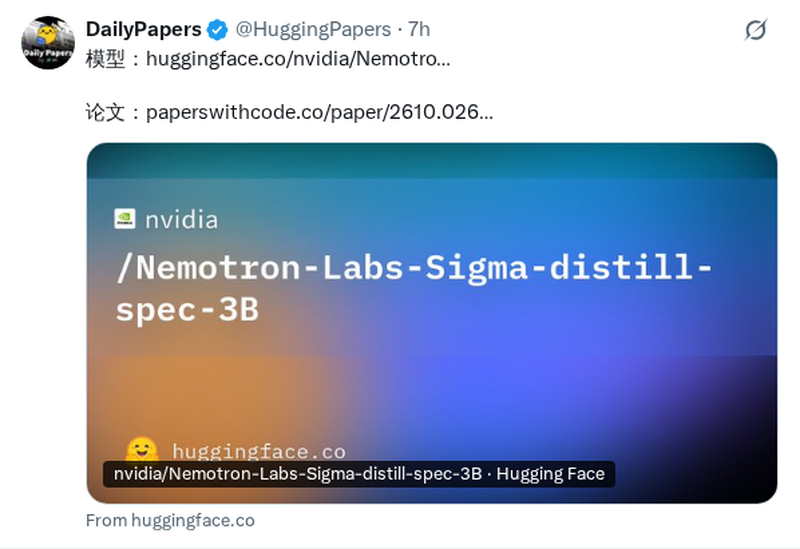 DailyPapers @HuggingPapers · 7h
模型：huggingface.co/nvidia/Nemotro...
论文：paperswithcode.co/paper/2610.026...
nvidia
/Nemotron-Labs-Sigma-distill-
spec-3B
huggingface.co
nvidia/Nemotron-Labs-Sigma-distill-spec-3B · Hugging Face
From huggingface.co